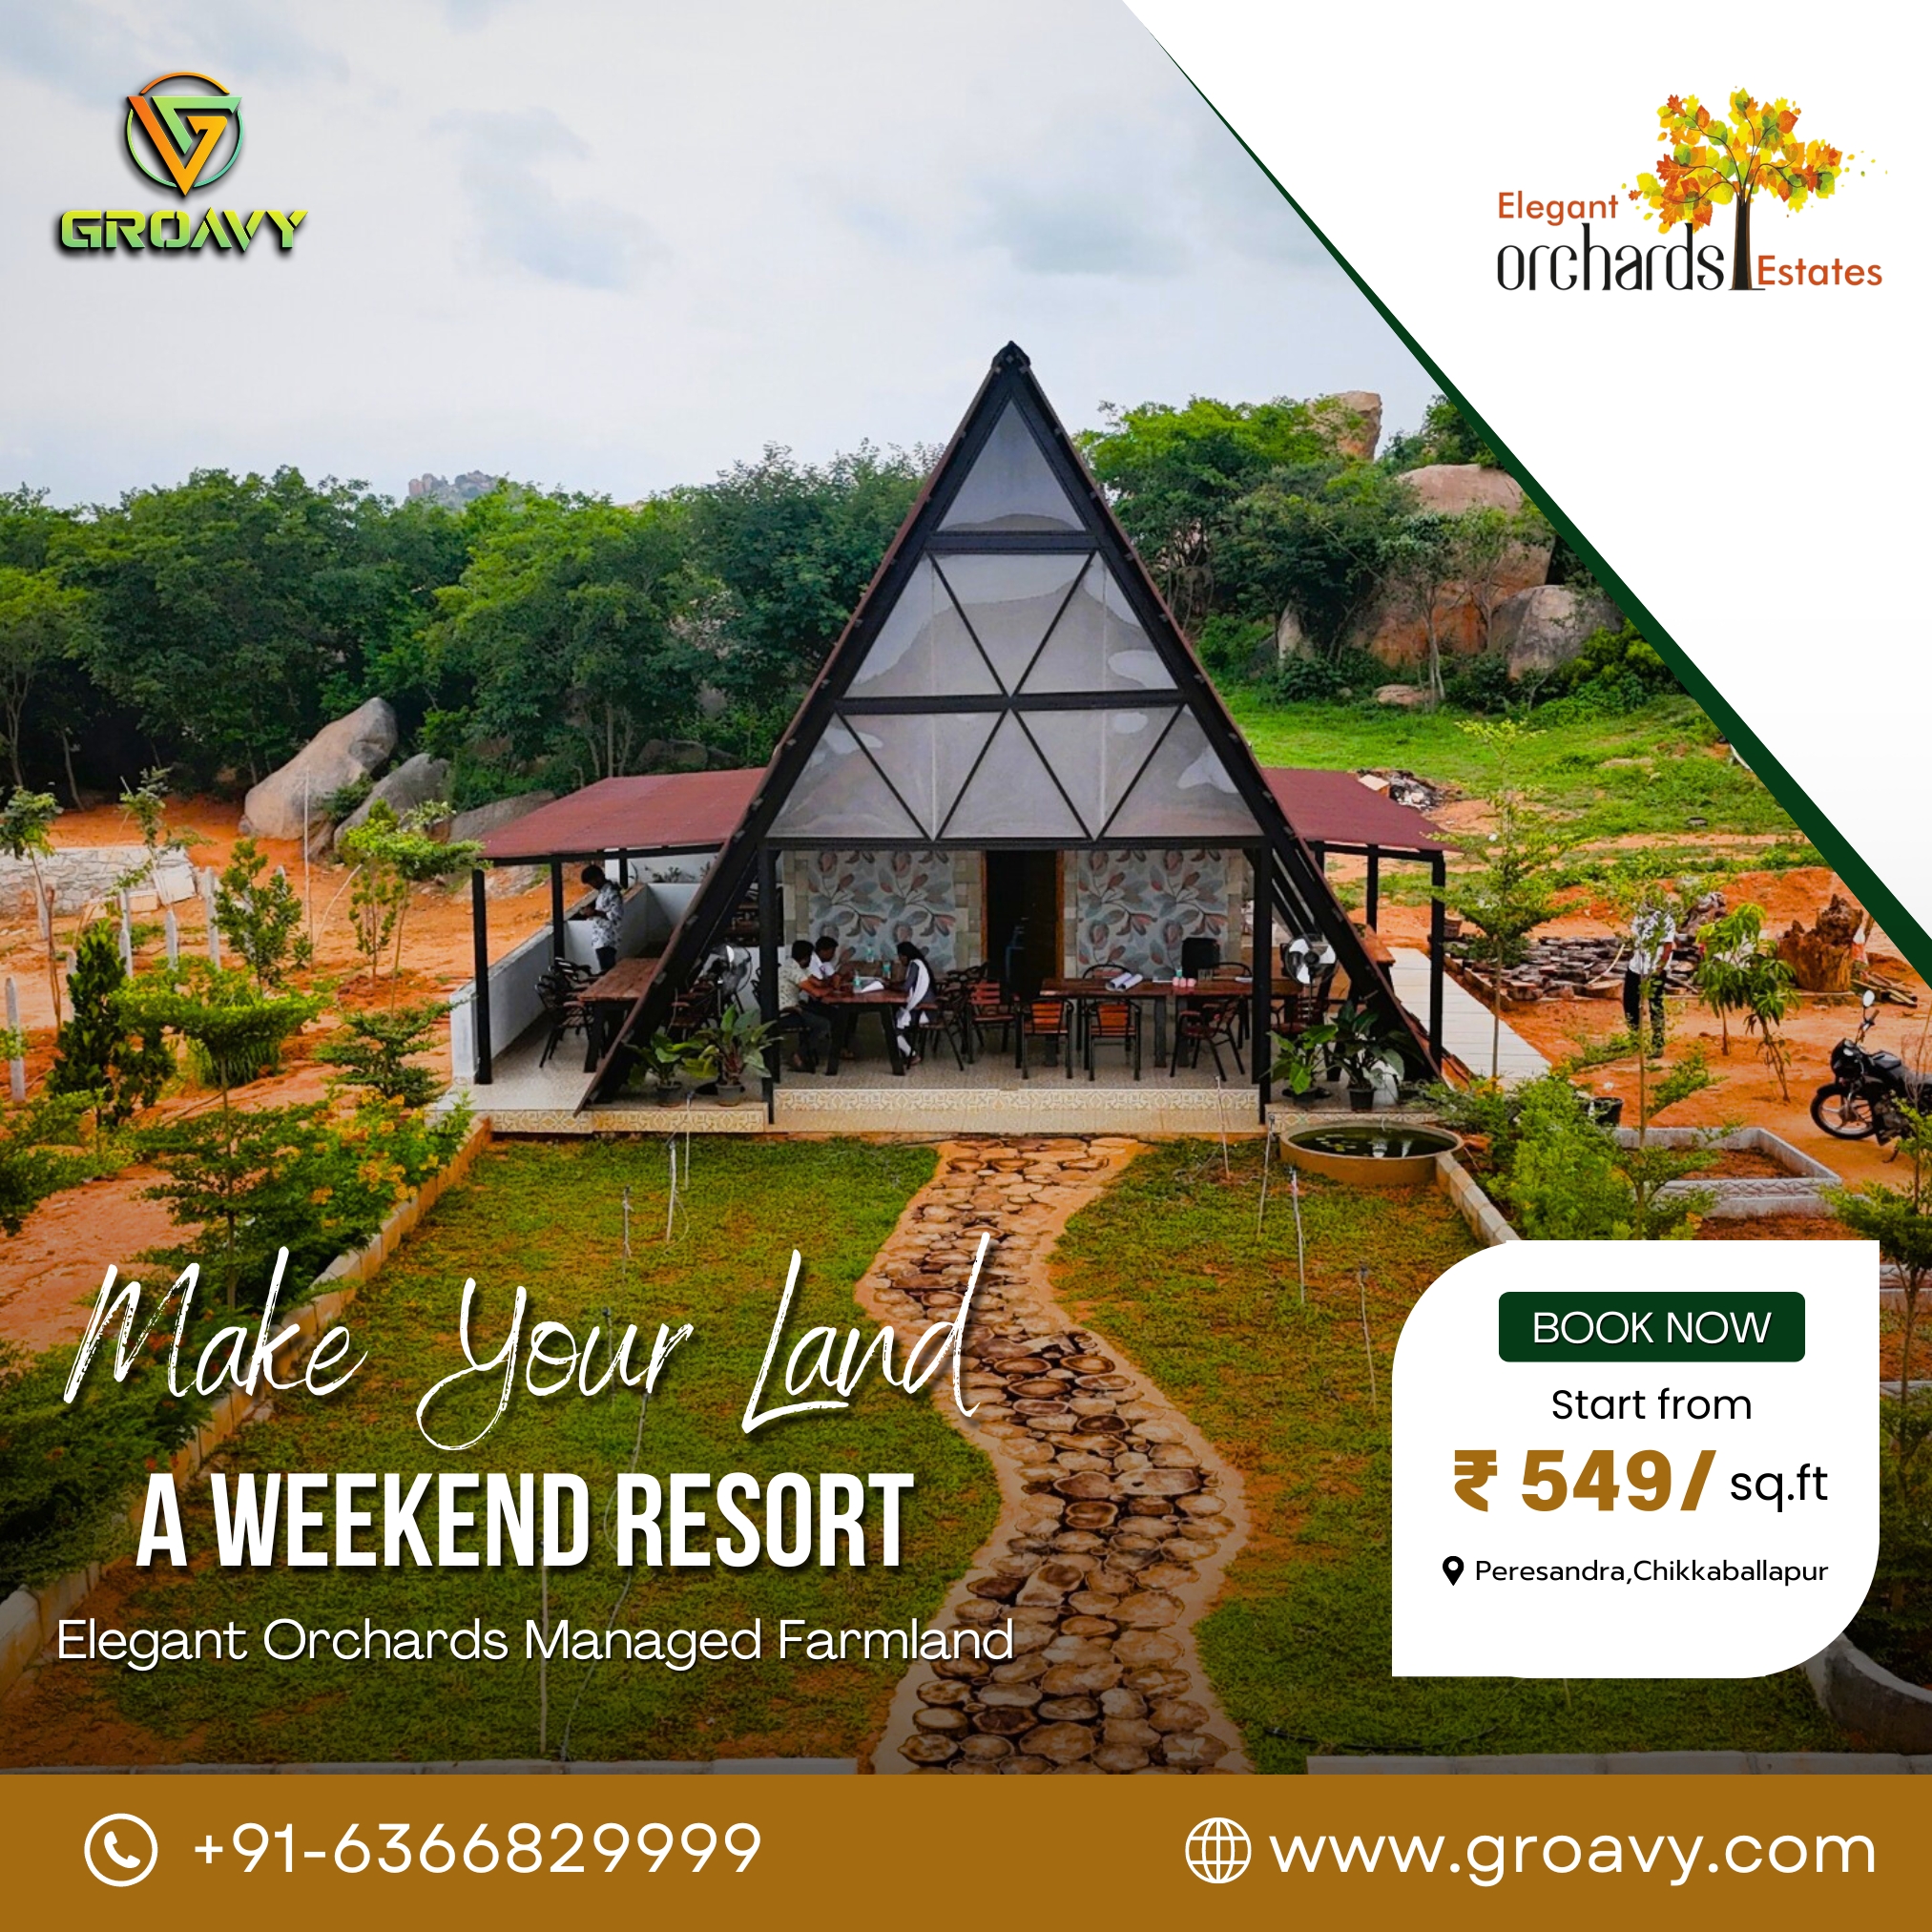 GROAVY
Elegant
orchards Estates
Make Your Land
A WEEKEND RESORT
Elegant Orchards Managed Farmland
BOOK NOW
Start from
₹ 549/ sq.ft
Peresandra,Chikkaballapur
+91-6366829999
www.groavy.com